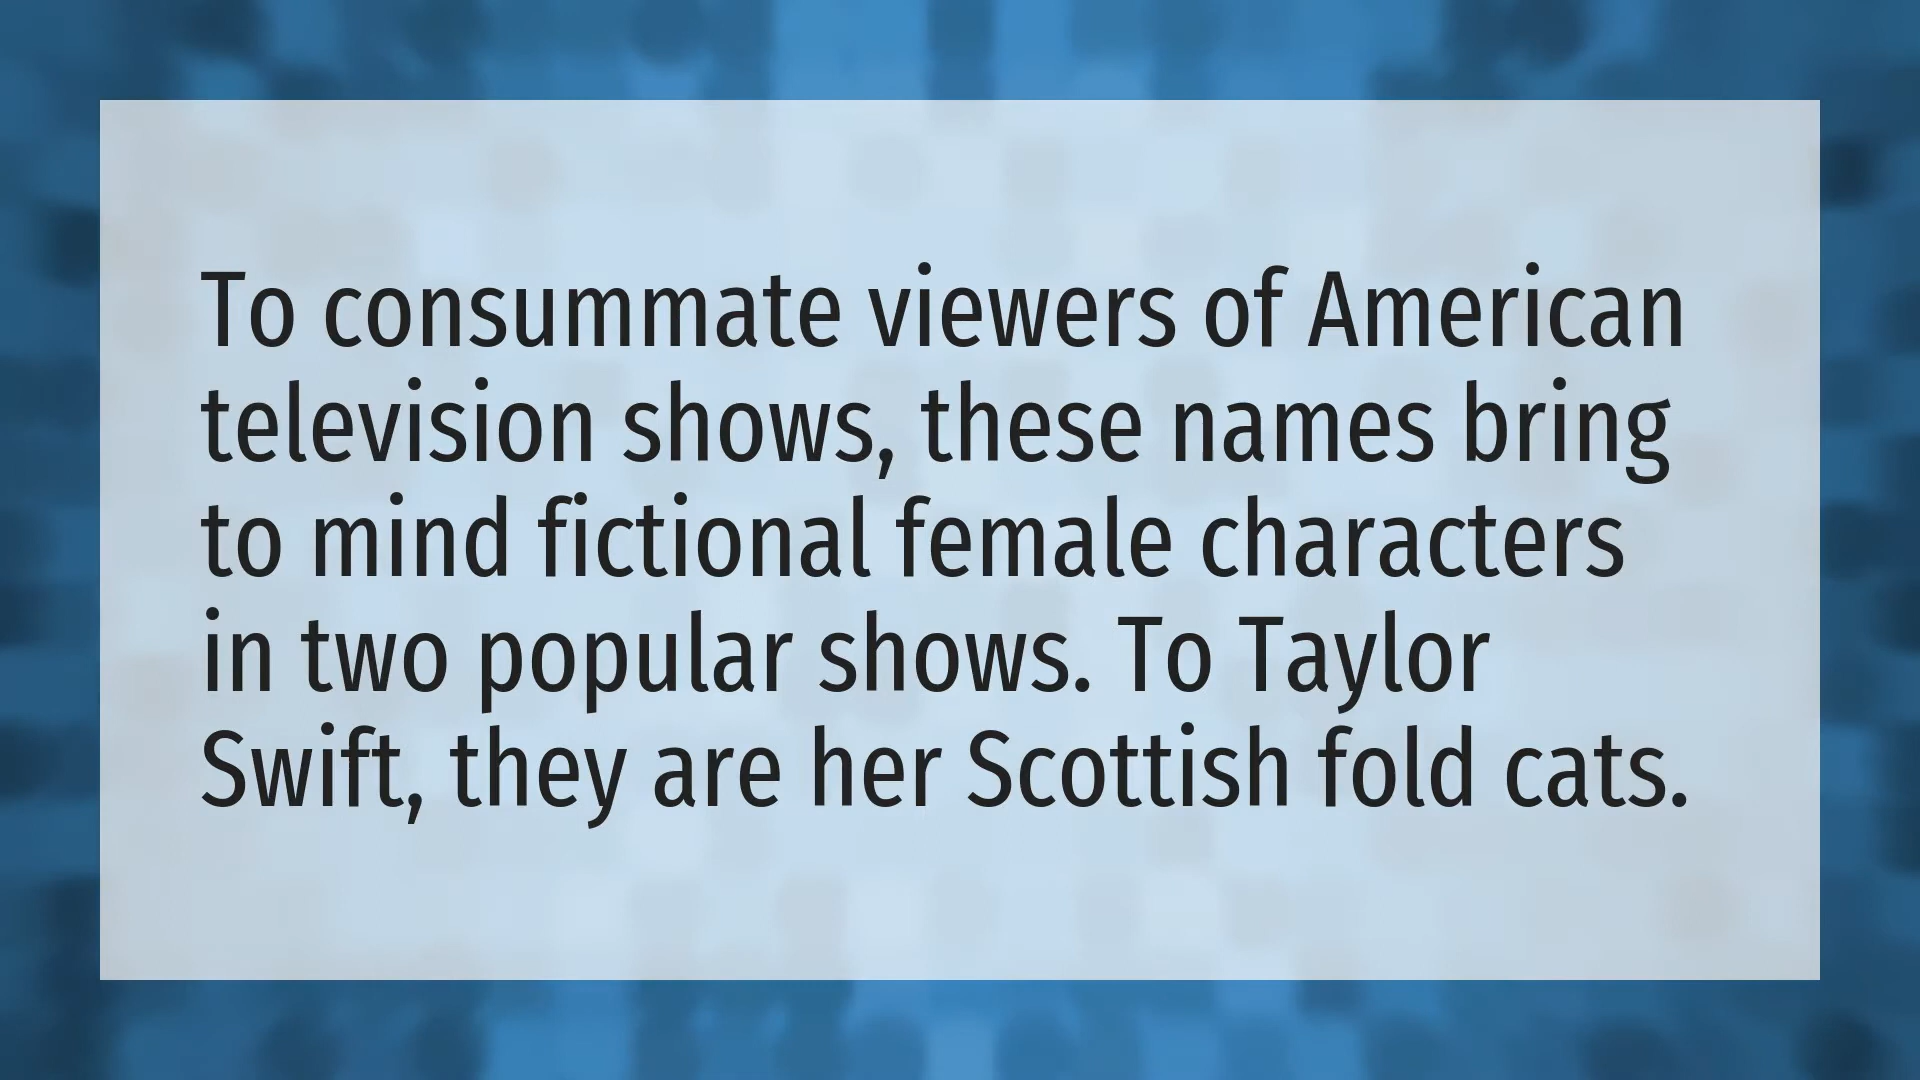 To consummate viewers of American
television shows, these names bring
to mind fictional female characters
in two popular shows. To Taylor
Swift, they are her Scottish fold cats.